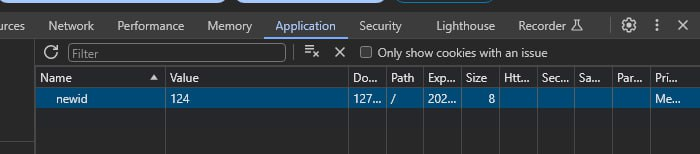 urces Network Performance Memory Application Security Lighthouse Recorder
Filter Only show cookies with an issue
Name Value Do... Path Exp... Size Htt... Sec... Sa... Par... Pri...
newid 124 127... / 202... 8 Me...